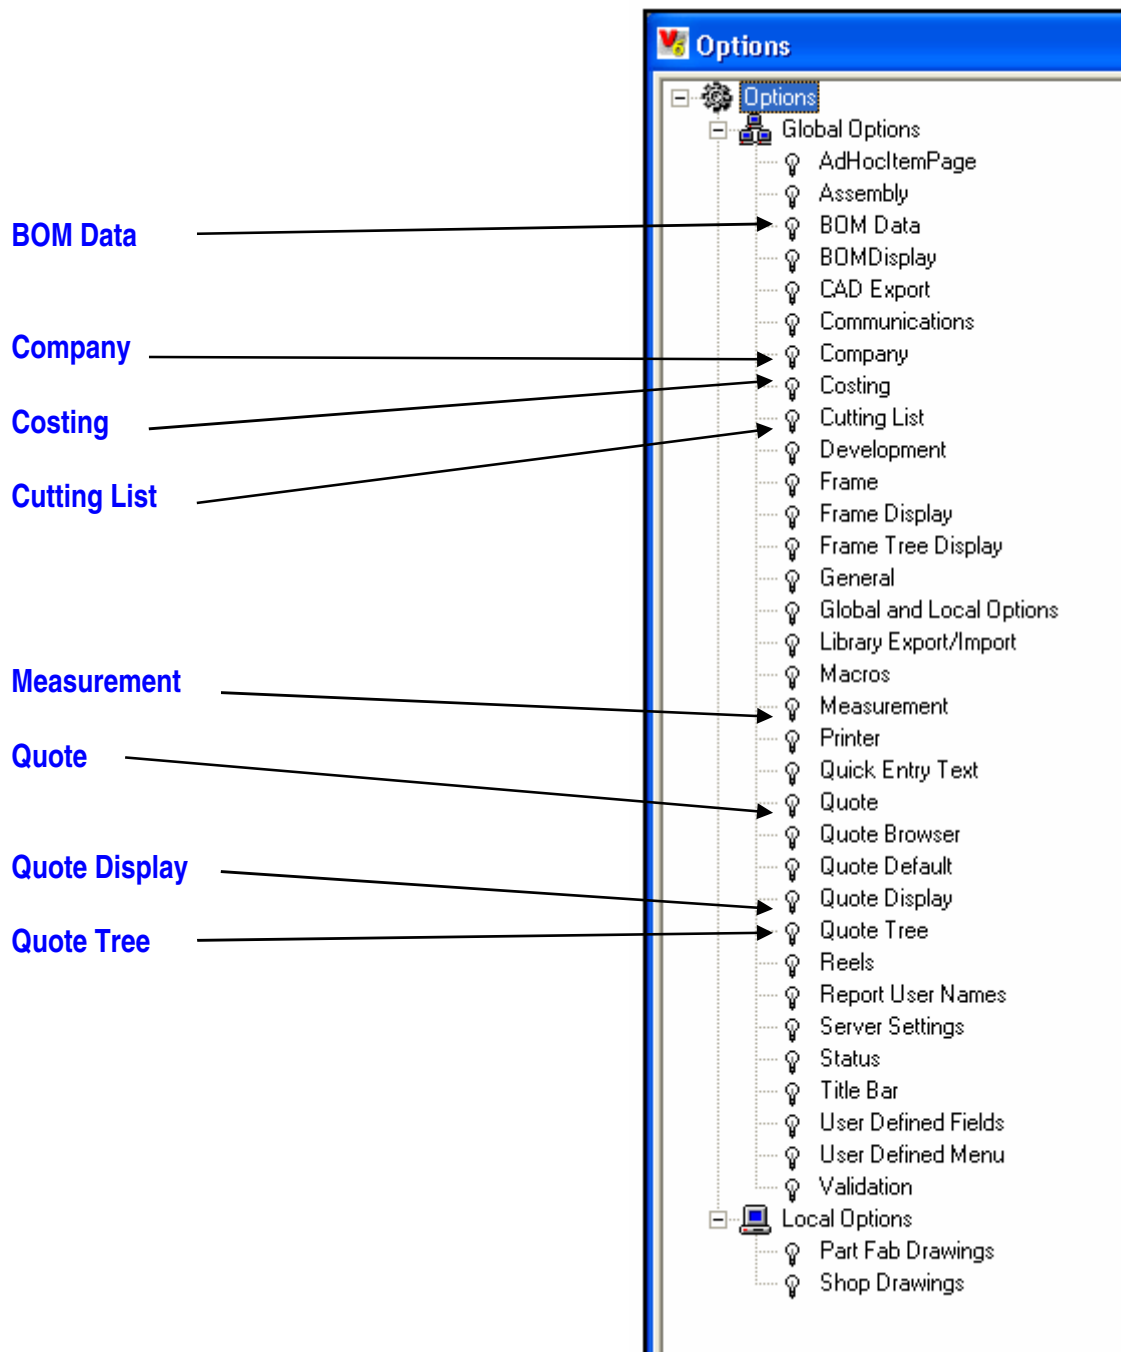 Options
Options
Global Options
AdHocItemPage
Assembly
BOM Data
BOM Data
BOMDisplay
CAD Export
Communications
Company
Company
Costing
Costing
Cutting List
Cutting List
Development
Frame
Frame Display
Frame Tree Display
General
Global and Local Options
Library Export/Import
Macros
Measurement
Measurement
Printer
Quick Entry Text
Quote
Quote
Quote Browser
Quote Default
Quote Display
Quote Display
Quote Tree
Quote Tree
Reels
Report User Names
Server Settings
Status
Title Bar
User Defined Fields
User Defined Menu
Validation
Local Options
Part Fab Drawings
Shop Drawings